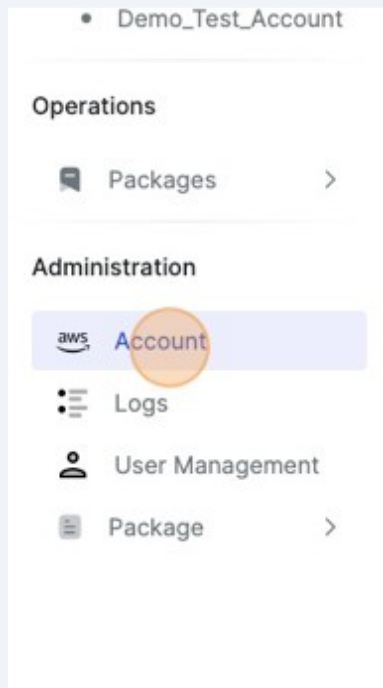 Demo_Test_Account
Operations
Packages
Administration
aws Account
Logs
User Management
Package